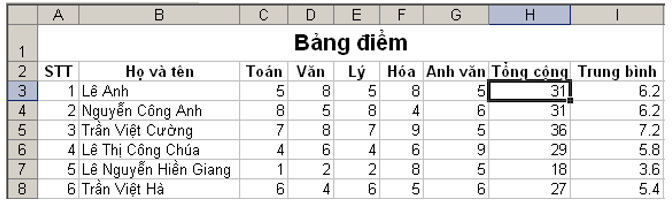 A B C D E F G H I
1 Bảng điểm
2 STT Họ và tên Toán Văn Lý Hóa Anh văn Tổng cộng Trung bình
3 1 Lê Anh 5 8 5 8 5 31 6.2
4 2 Nguyễn Công Anh 8 5 8 4 6 31 6.2
5 3 Trần Việt Cường 7 8 7 9 5 36 7.2
6 4 Lê Thị Công Chúa 4 6 4 6 9 29 5.8
7 5 Lê Nguyễn Hiền Giang 1 2 2 8 5 18 3.6
8 6 Trần Việt Hà 6 4 6 5 6 27 5.4